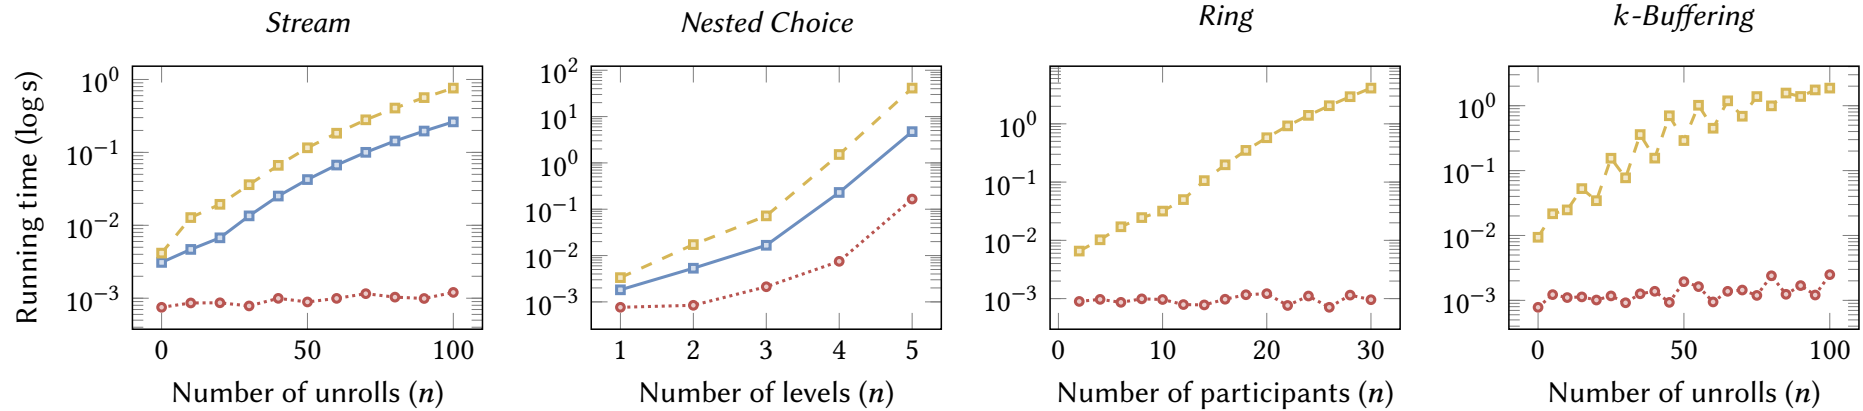 Stream
Nested Choice
Ring
k-Buffering
Running time (log s)
10^0
10^−1
10^−2
10^−3
0 50 100
Number of unrolls (n)
10^2
10^1
10^0
10^−1
10^−2
10^−3
1 2 3 4 5
Number of levels (n)
10^0
10^−1
10^−2
10^−3
0 10 20 30
Number of participants (n)
10^0
10^−1
10^−2
10^−3
0 50 100
Number of unrolls (n)